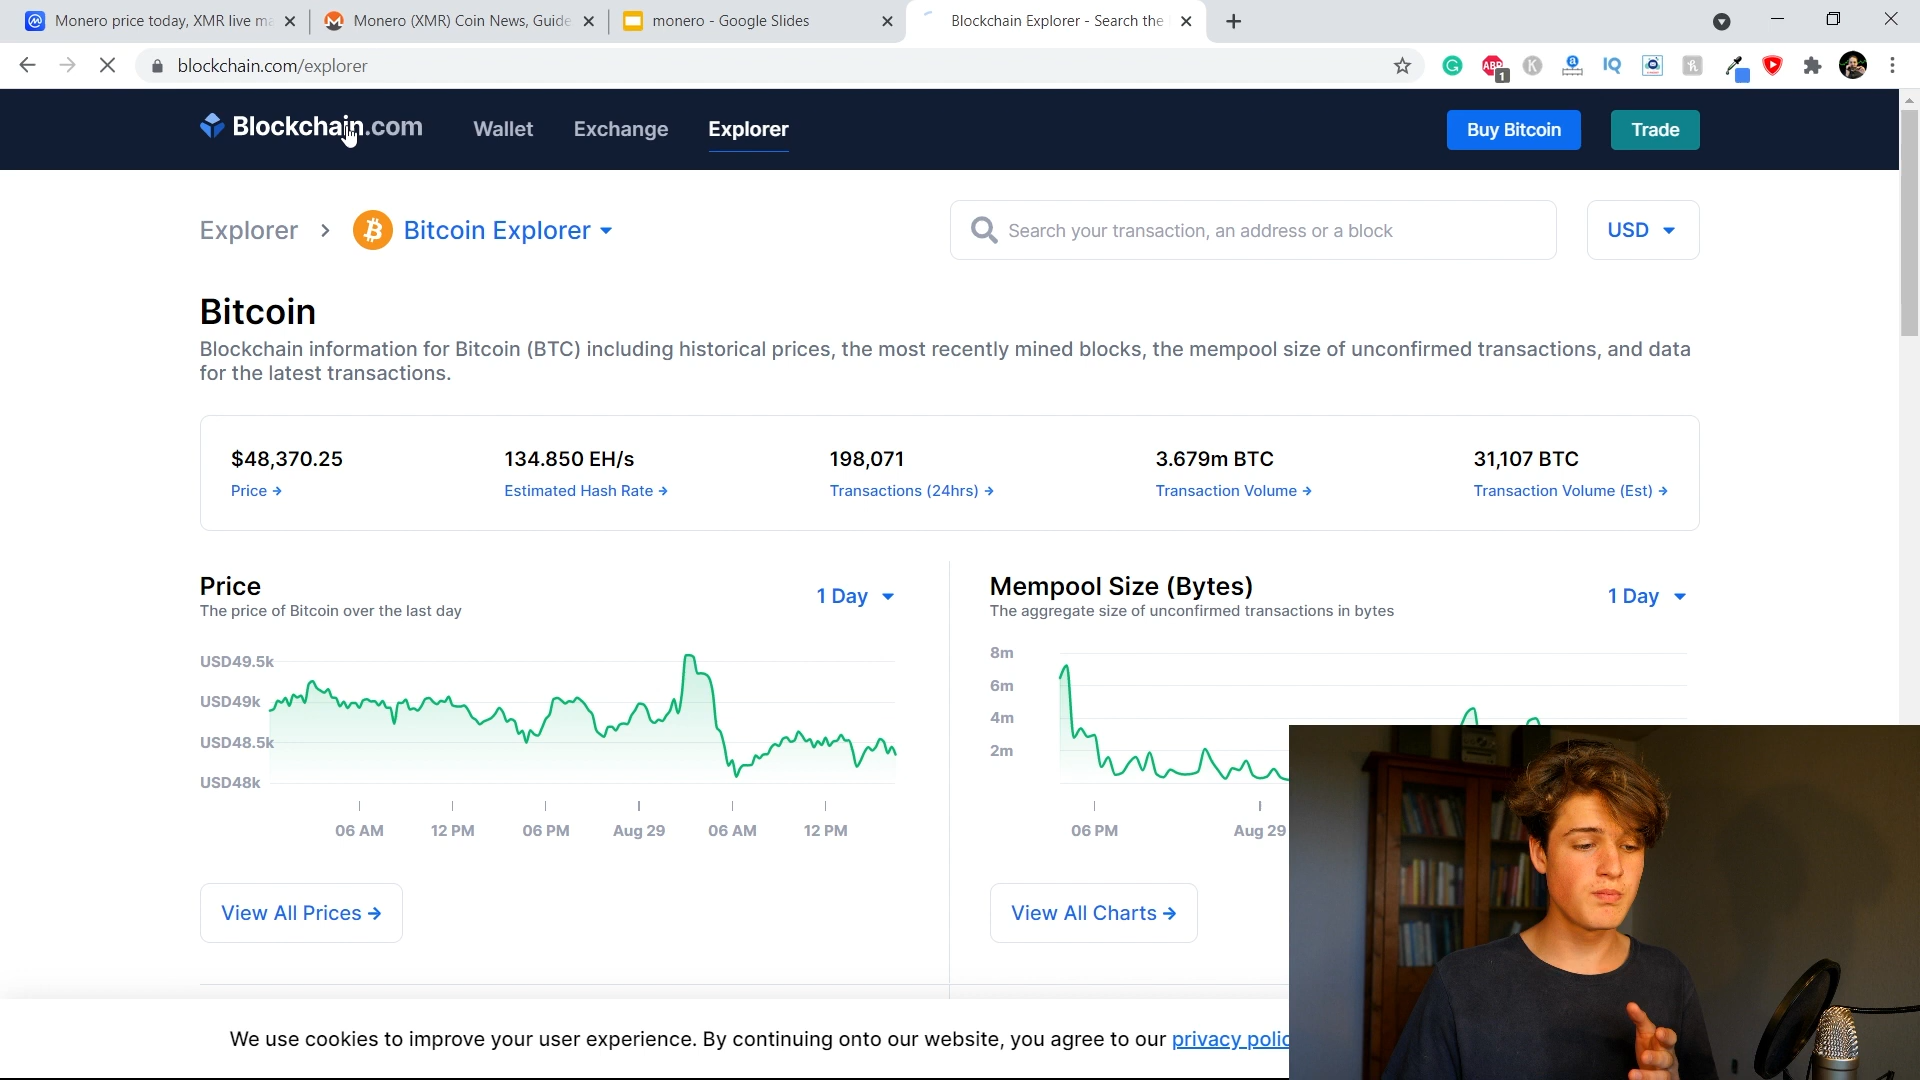 Monero price today, XMR live ma
Monero (XMR) Coin News, Guide
monero - Google Slides
Blockchain Explorer - Search the
blockchain.com/explorer
Blockchain.com
Wallet
Exchange
Explorer
Buy Bitcoin
Trade
Explorer
Bitcoin Explorer
Search your transaction, an address or a block
USD
Bitcoin
Blockchain information for Bitcoin (BTC) including historical prices, the most recently mined blocks, the mempool size of unconfirmed transactions, and data
for the latest transactions.
$48,370.25
134.850 EH/s
198,071
3.679m BTC
31,107 BTC
Price
Estimated Hash Rate
Transactions (24hrs)
Transaction Volume
Transaction Volume (Est)
Price
The price of Bitcoin over the last day
1 Day
USD49.5k
USD49k
USD48.5k
USD48k
06 AM
12 PM
06 PM
Aug 29
06 AM
12 PM
View All Prices
Mempool Size (Bytes)
The aggregate size of unconfirmed transactions in bytes
1 Day
8m
6m
4m
2m
06 PM
Aug 29
View All Charts
We use cookies to improve your user experience. By continuing onto our website, you agree to our privacy polic